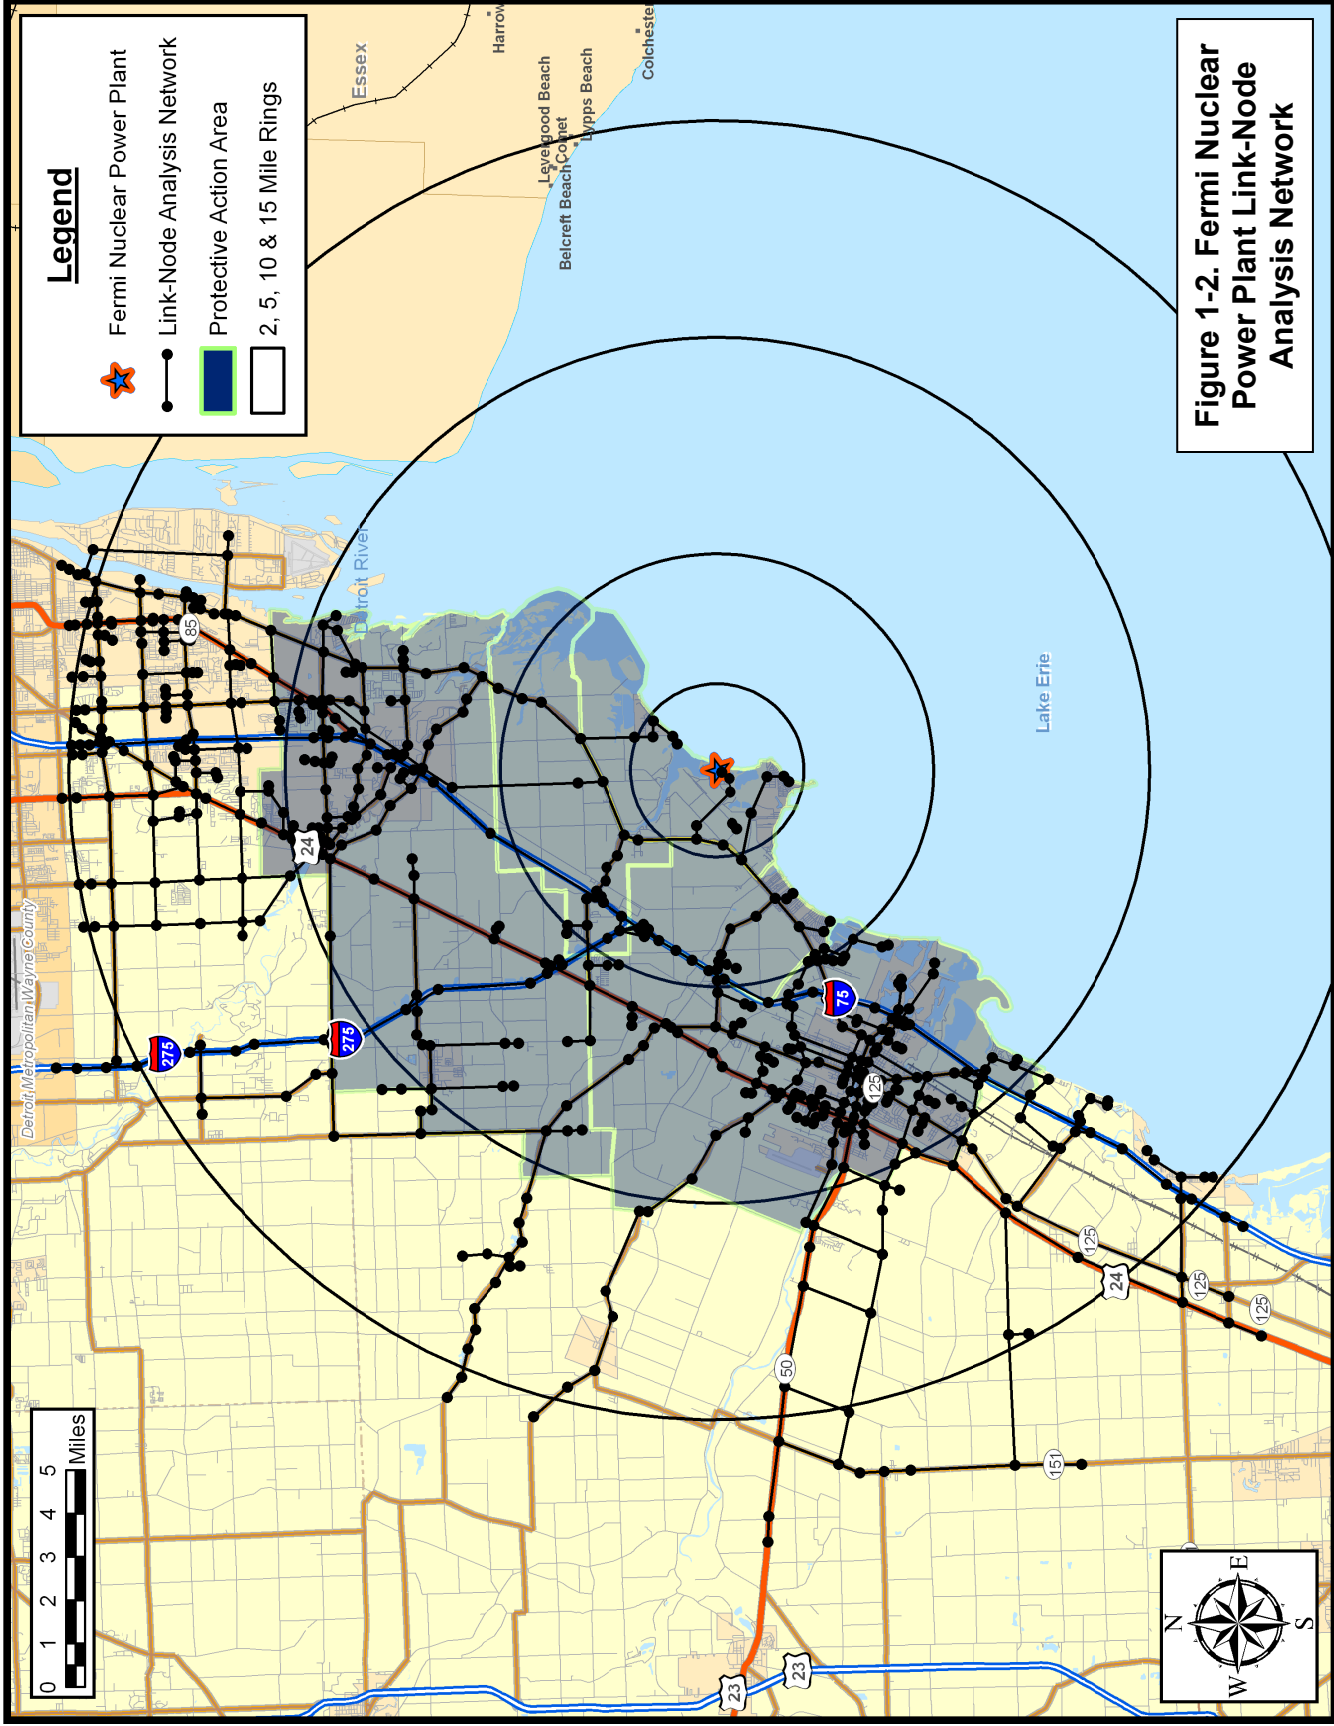 Legend
Fermi Nuclear Power Plant
Link-Node Analysis Network
Protective Action Area
2, 5, 10 & 15 Mile Rings
Essex
Harrow
Colchester
Levergood Beach
Comet
Lypps Beach
Belcreft Beach
Detroit River
Lake Erie
Detroit Metropolitan Wayne County
85
24
275
275
75
125
50
125
24
125
125
151
23
23
0 1 2 3 4 5
Miles
N
W E
S
Figure 1-2. Fermi Nuclear
Power Plant Link-Node
Analysis Network